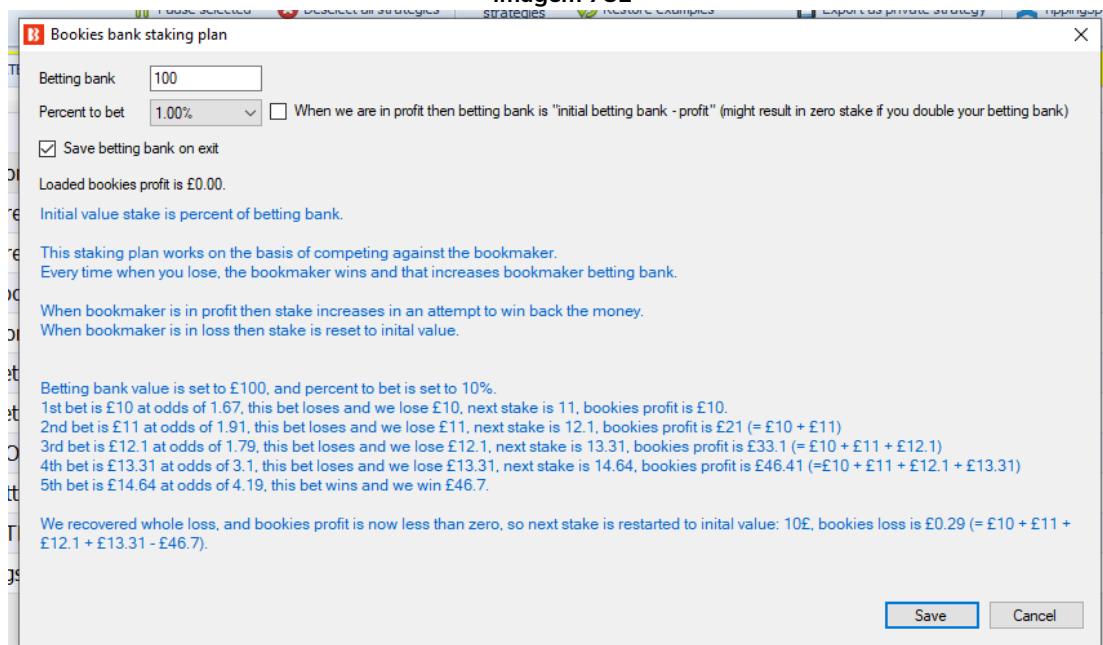 Imagem 752
Pause selected
Deselect all strategies
strategies
Restore examples
Export as private strategy
Bookies bank staking plan
Betting bank 100
Percent to bet 1.00% When we are in profit then betting bank is "initial betting bank - profit" (might result in zero stake if you double your betting bank)
Save betting bank on exit
Loaded bookies profit is £0.00.
Initial value stake is percent of betting bank.
This staking plan works on the basis of competing against the bookmaker.
Every time when you lose, the bookmaker wins and that increases bookmaker betting bank.
When bookmaker is in profit then stake increases in an attempt to win back the money.
When bookmaker is in loss then stake is reset to inital value.
Betting bank value is set to £100, and percent to bet is set to 10%.
1st bet is £10 at odds of 1.67, this bet loses and we lose £10, next stake is 11, bookies profit is £10.
2nd bet is £11 at odds of 1.91, this bet loses and we lose £11, next stake is 12.1, bookies profit is £21 (= £10 + £11)
3rd bet is £12.1 at odds of 1.79, this bet loses and we lose £12.1, next stake is 13.31, bookies profit is £33.1 (= £10 + £11 + £12.1)
4th bet is £13.31 at odds of 3.1, this bet loses and we lose £13.31, next stake is 14.64, bookies profit is £46.41 (=£10 + £11 + £12.1 + £13.31)
5th bet is £14.64 at odds of 4.19, this bet wins and we win £46.7.
We recovered whole loss, and bookies profit is now less than zero, so next stake is restarted to inital value: 10£, bookies loss is £0.29 (= £10 + £11 +
£12.1 + £13.31 - £46.7).
Save
Cancel